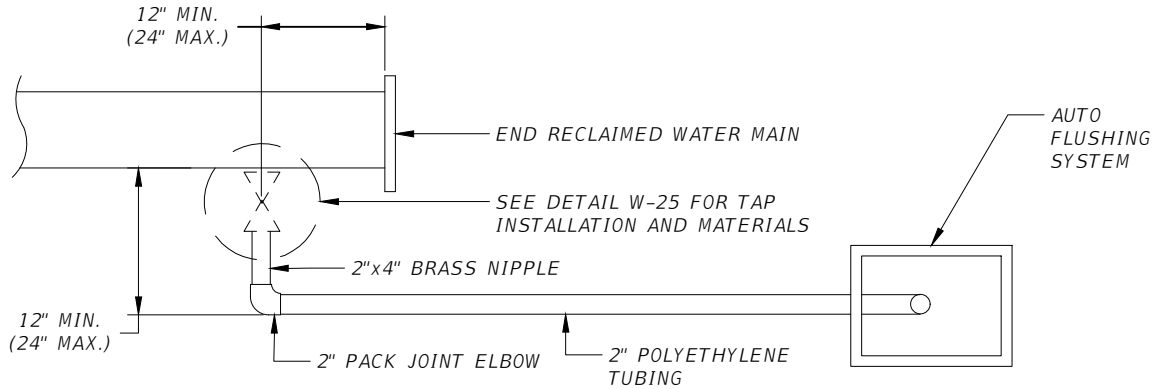 12" MIN.
(24" MAX.)
AUTO
FLUSHING
SYSTEM
END RECLAIMED WATER MAIN
SEE DETAIL W-25 FOR TAP
INSTALLATION AND MATERIALS
2"x4" BRASS NIPPLE
12" MIN.
(24" MAX.)
2" PACK JOINT ELBOW
2" POLYETHYLENE
TUBING